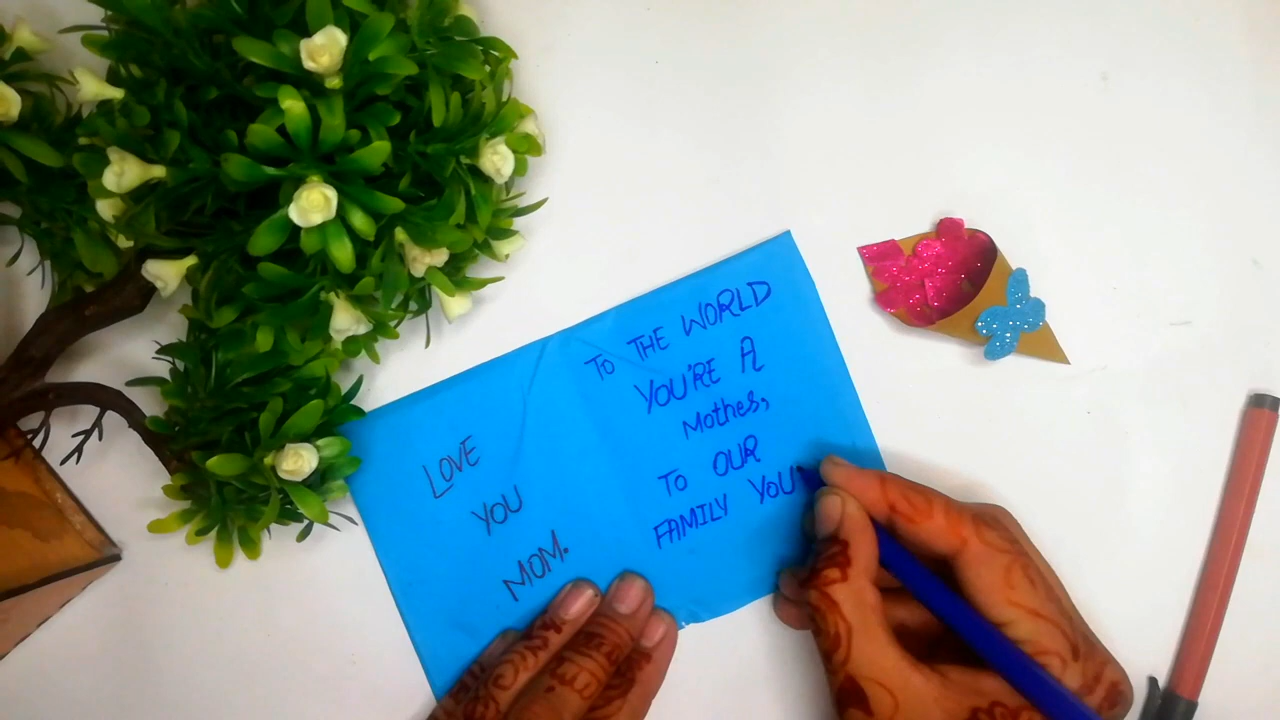 LOVE
YOU
MOM.
TO THE WORLD
YOU'RE A
Mother,
TO OUR
FAMILY YOU